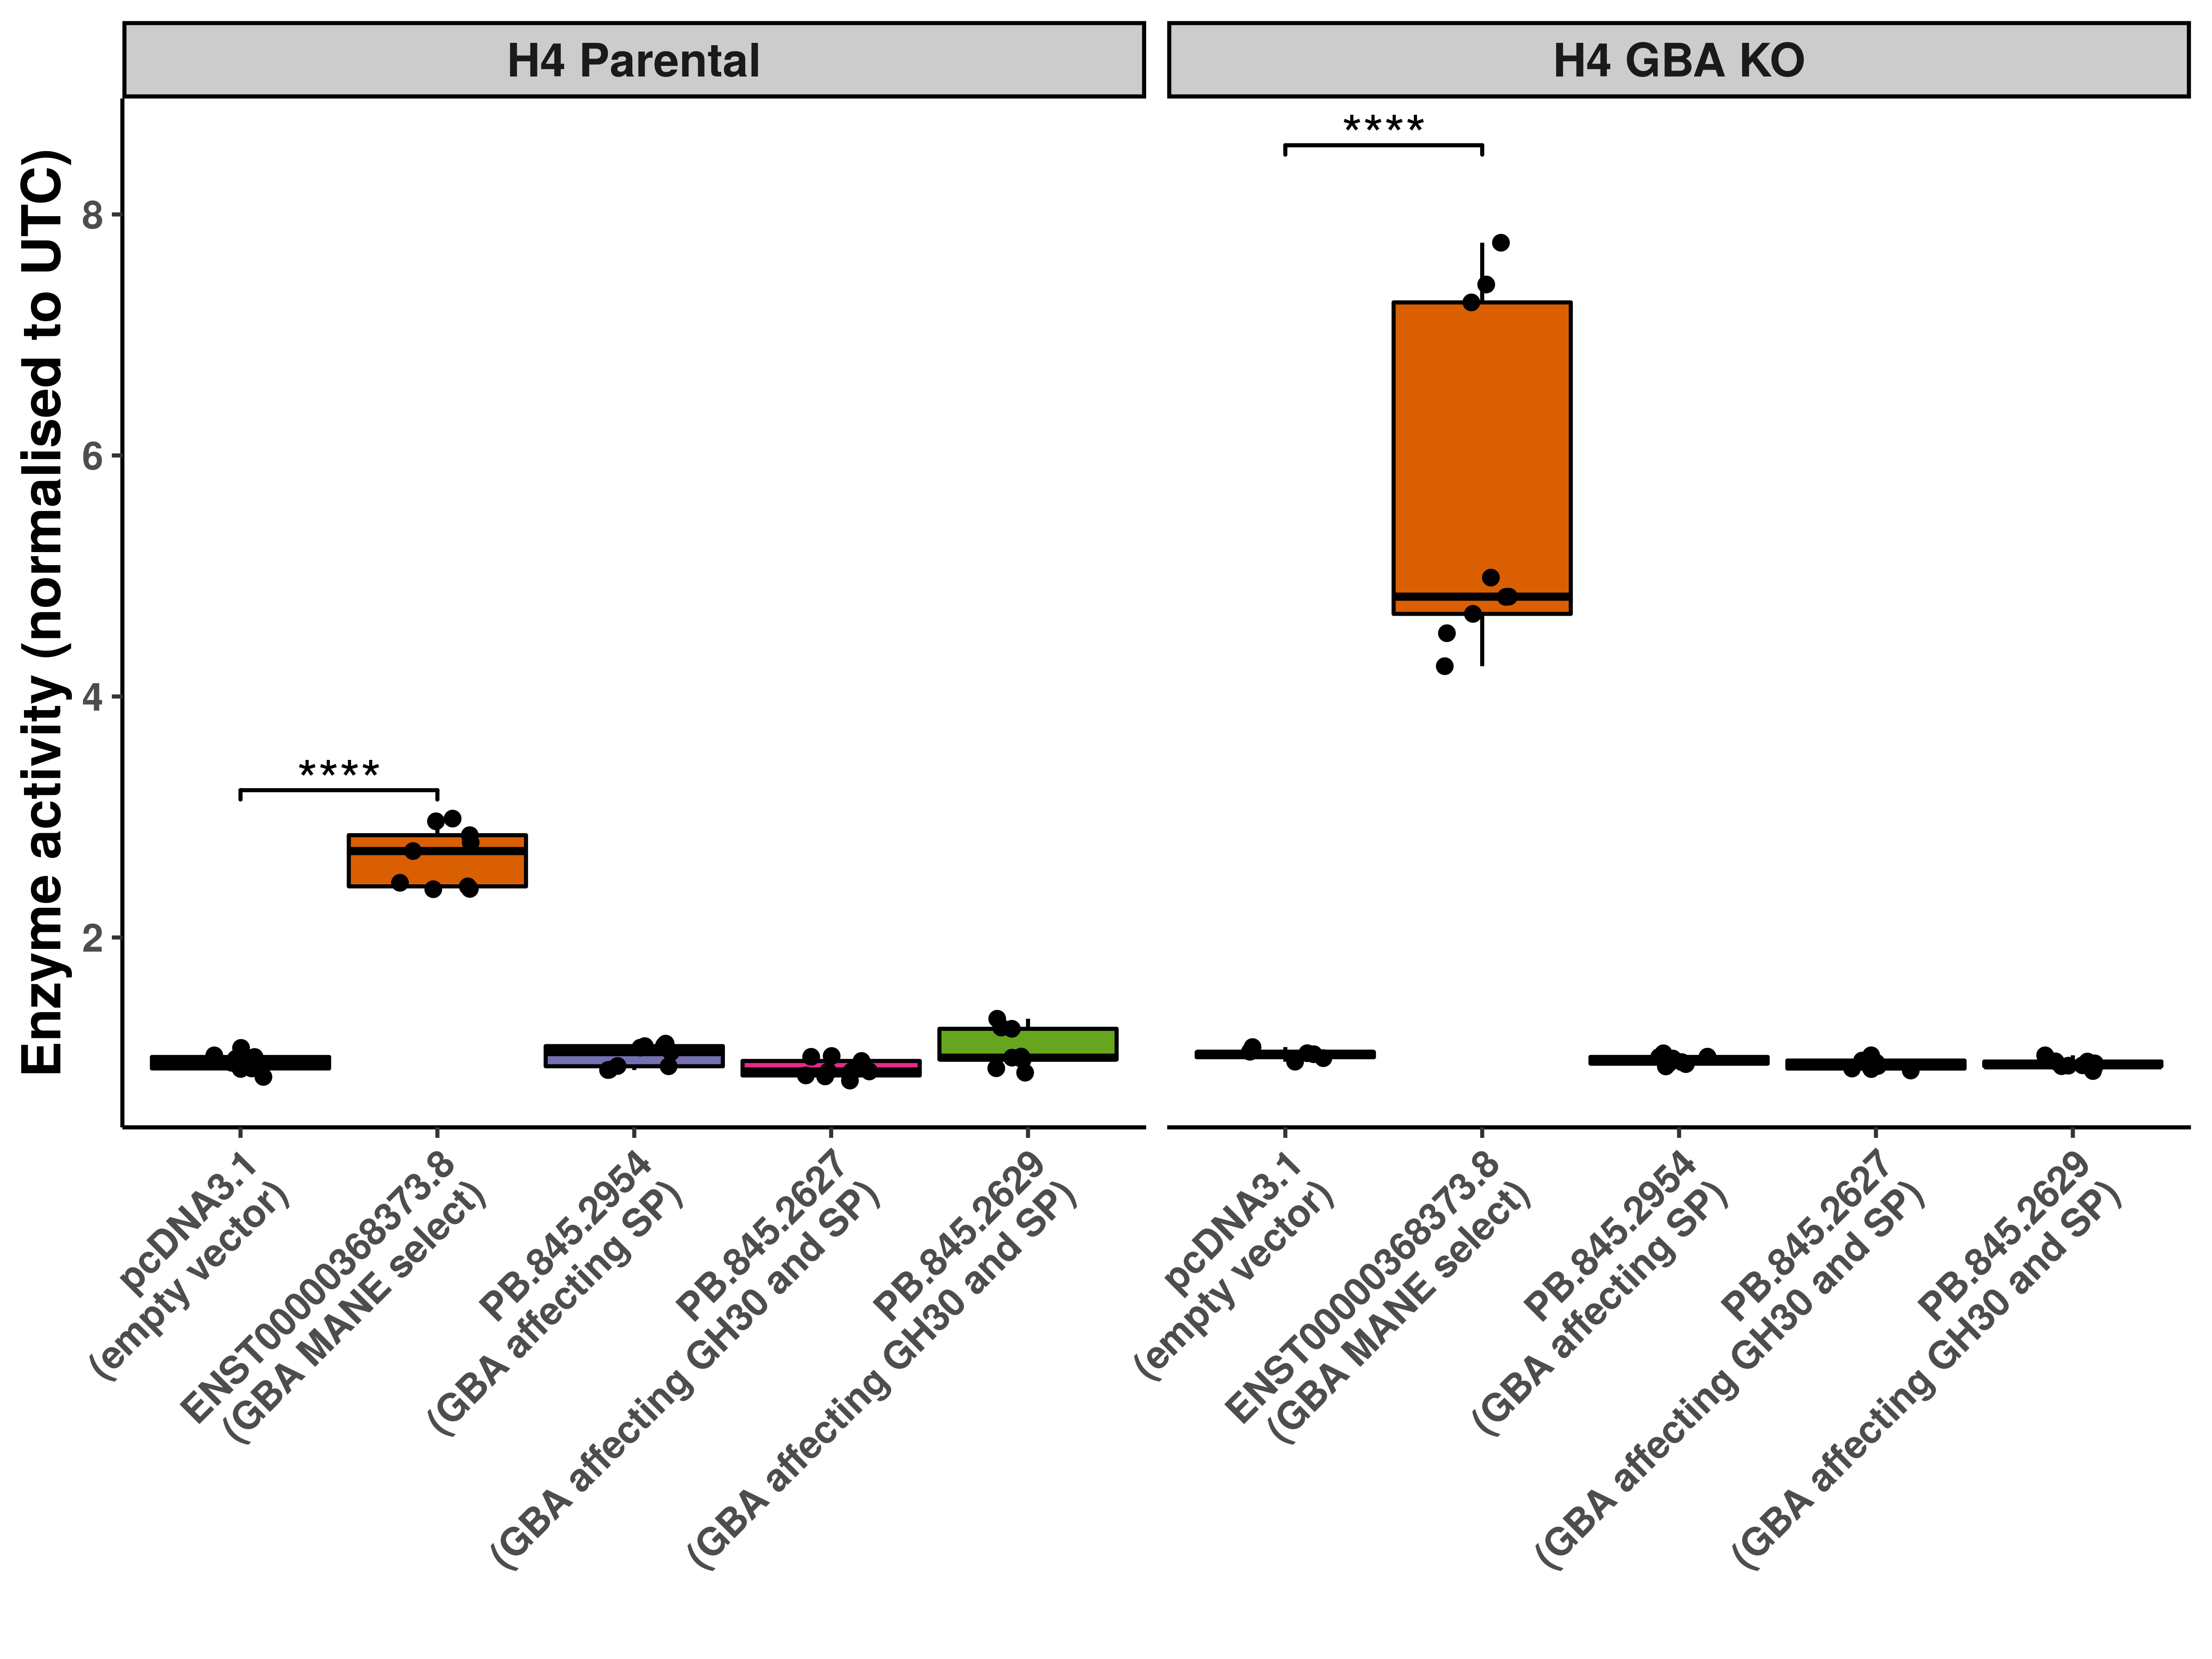 H4 Parental
H4 GBA KO
Enzyme activity (normalised to UTC)
8
6
4
2
****
****
pcDNA3.1
(empty vector)
ENST00000368373.8
(GBA MANE select)
PB.845.2954
(GBA affecting SP)
PB.845.2627
(GBA affecting GH30 and SP)
PB.845.2629
(GBA affecting GH30 and SP)
pcDNA3.1
(empty vector)
ENST00000368373.8
(GBA MANE select)
PB.845.2954
(GBA affecting SP)
PB.845.2627
(GBA affecting GH30 and SP)
PB.845.2629
(GBA affecting GH30 and SP)